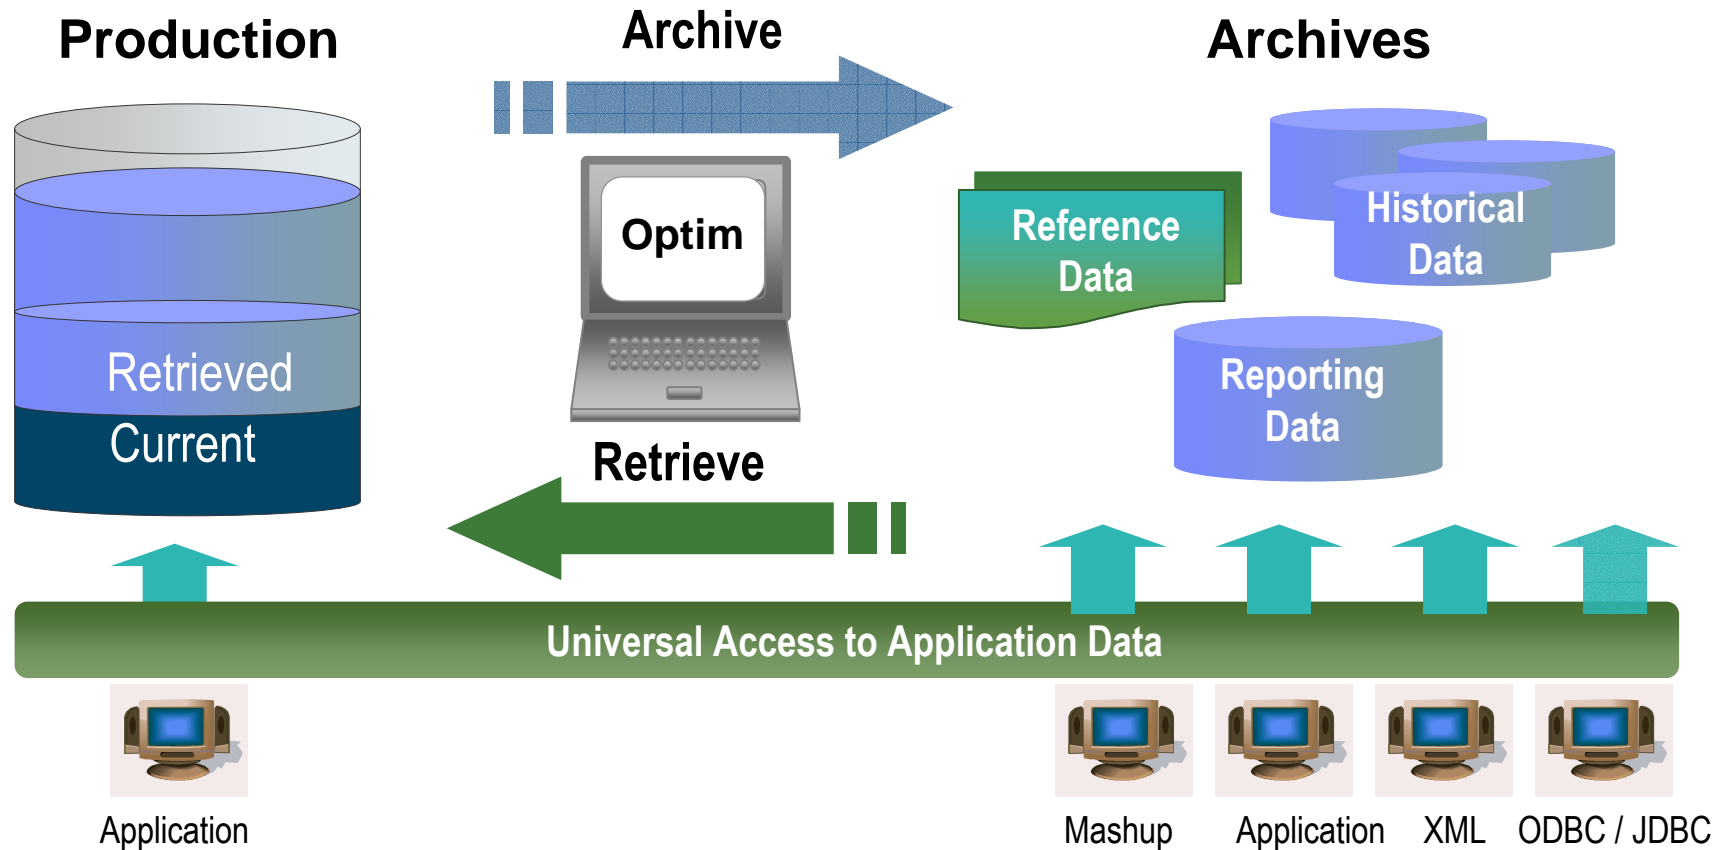 Production
Archive
Archives
Optim
Reference
Data
Historical
Data
Retrieved
Current
Reporting
Data
Retrieve
Universal Access to Application Data
Application
Mashup
Application
XML
ODBC / JDBC